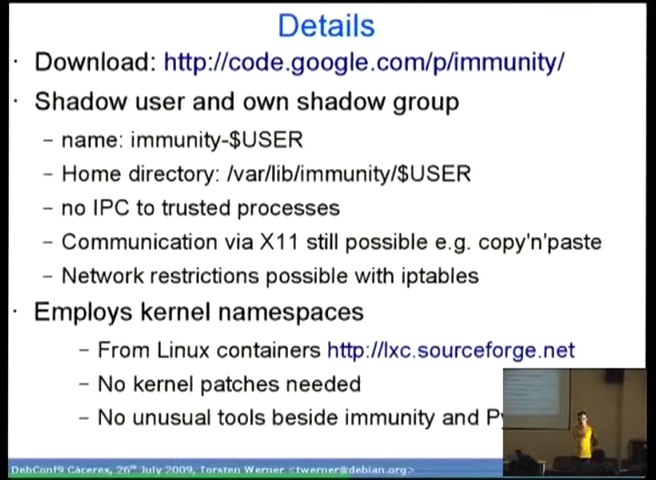 Details
· Download: http://code.google.com/p/immunity/
· Shadow user and own shadow group
– name: immunity-$USER
– Home directory: /var/lib/immunity/$USER
– no IPC to trusted processes
– Communication via X11 still possible e.g. copy'n'paste
– Network restrictions possible with iptables
· Employs kernel namespaces
– From Linux containers http://lxc.sourceforge.net
– No kernel patches needed
– No unusual tools beside immunity and
DebConf9 Cáceres, 26th July 2009, Torsten Werner <twerner@debian.org>